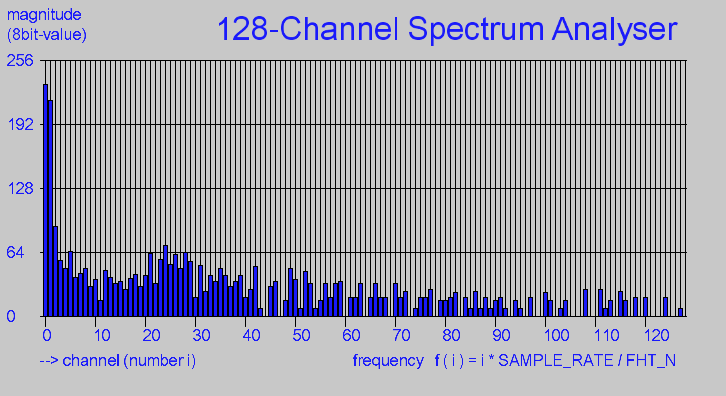 magnitude
(8bit-value)
128-Channel Spectrum Analyser
256
192
128
64
0
0 10 20 30 40 50 60 70 80 90 100 110 120
--> channel (number i)
frequency f ( i ) = i * SAMPLE_RATE / FHT_N